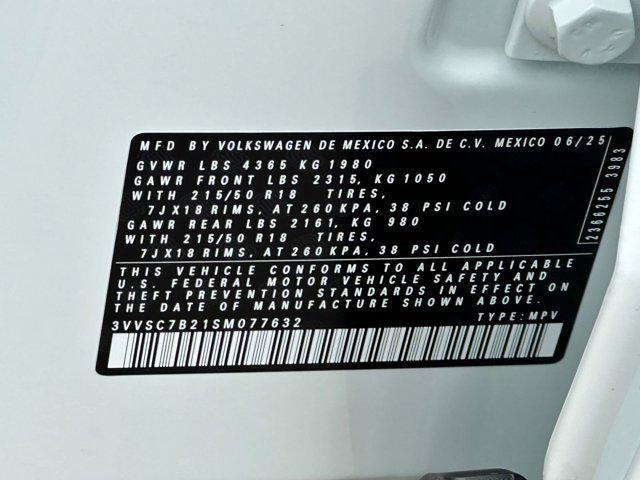 MFD BY VOLKSWAGEN DE MEXICO S.A. DE C.V. MEXICO 06/25
GVWR LBS 4365 KG 1980
GAWR FRONT LBS 2315, KG 1050
WITH 215/50 R18 TIRES,
7JX18 RIMS, AT 260 KPA, 38 PSI COLD
GAWR REAR LBS 2161, KG 980
WITH 215/50 R18 TIRES,
7JX18 RIMS, AT 260 KPA, 38 PSI COLD
THIS VEHICLE CONFORMS TO ALL APPLICABLE
U.S. FEDERAL MOTOR VEHICLE SAFETY AND
THEFT PREVENTION STANDARDS IN EFFECT ON
THE DATE OF MANUFACTURE SHOWN ABOVE.
3VVSC7B21SM077632 TYPE: MPV
2366255 3983